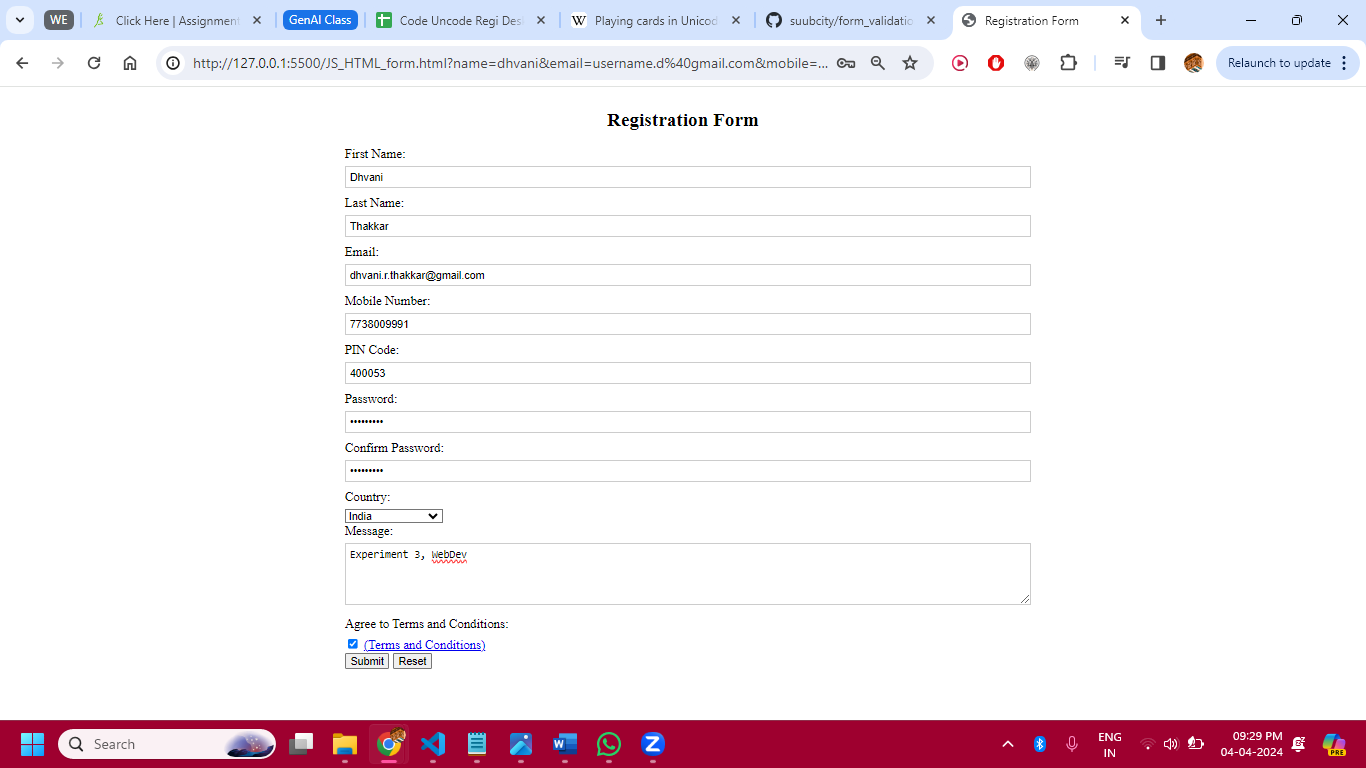 WE
Click Here | Assignment
GenAI Class
Code Uncode Regi Desi
Playing cards in Unicod
suubcity/form_validatio
Registration Form
http://127.0.0.1:5500/JS_HTML_form.html?name=dhvani&email=username.d%40gmail.com&mobile=...
Relaunch to update
Registration Form
First Name:
Dhvani
Last Name:
Thakkar
Email:
dhvani.r.thakkar@gmail.com
Mobile Number:
7738009991
PIN Code:
400053
Password:
•••••••••
Confirm Password:
•••••••••
Country:
India
Message:
Experiment 3, WebDev
Agree to Terms and Conditions:
(Terms and Conditions)
Submit Reset
Search
ENG
IN
09:29 PM
04-04-2024
PRE